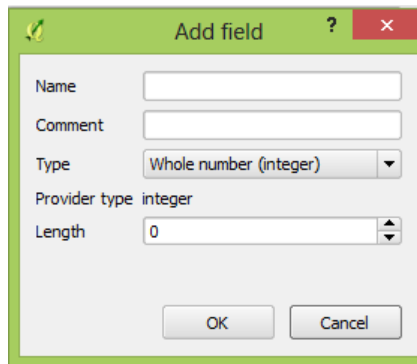 Add field ? ×
Name
Comment
Type Whole number (integer)
Provider type integer
Length 0
OK Cancel